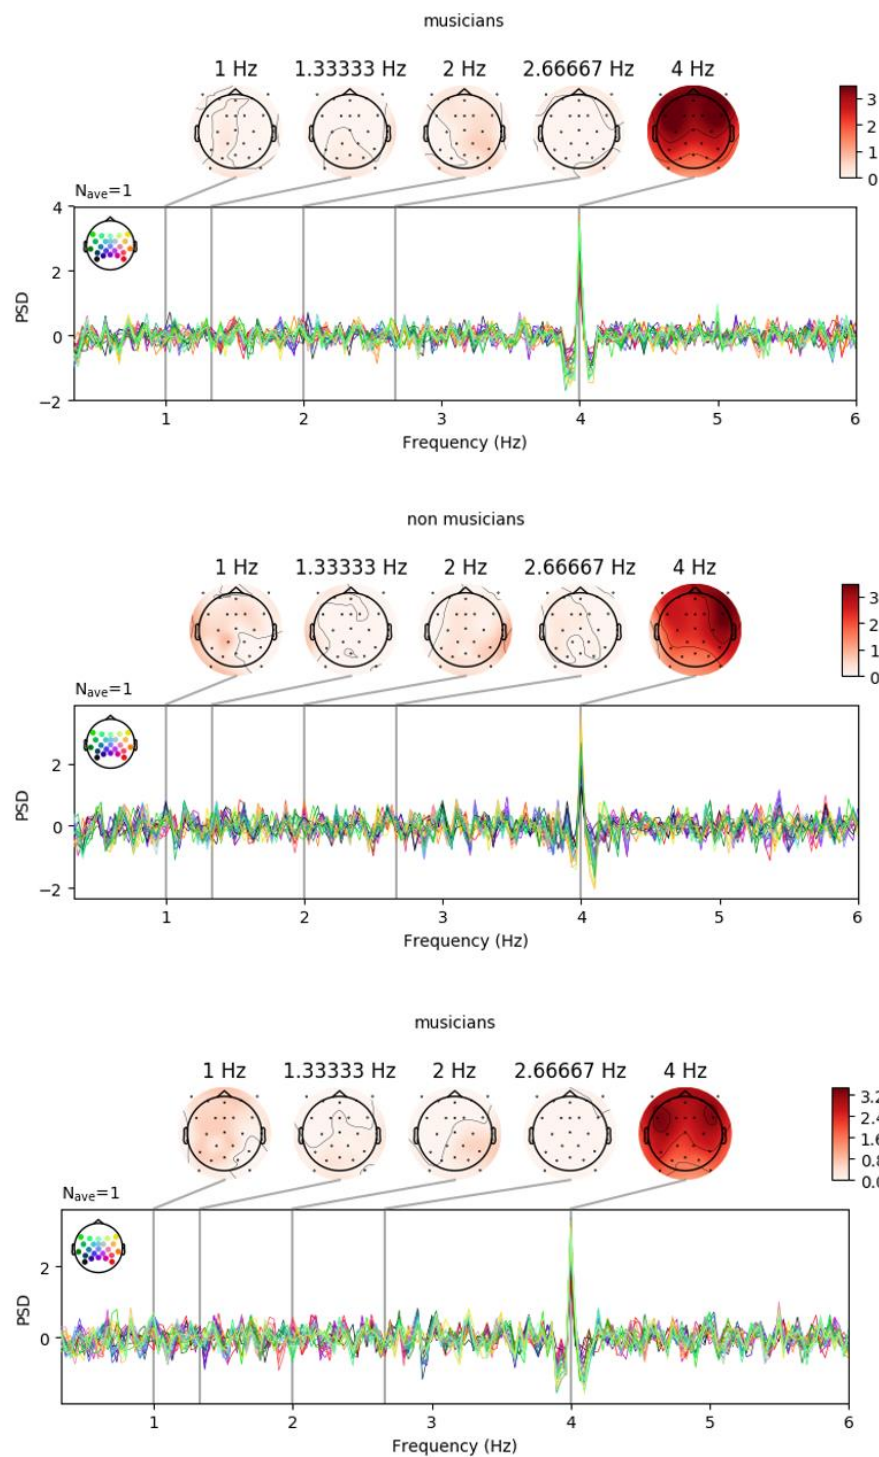 musicians
1 Hz 1.33333 Hz 2 Hz 2.66667 Hz 4 Hz
3
2
1
0
Nave=1
4
2
0
−2
PSD
1 2 3 4 5 6
Frequency (Hz)
non musicians
1 Hz 1.33333 Hz 2 Hz 2.66667 Hz 4 Hz
3
2
1
0
Nave=1
2
0
−2
PSD
1 2 3 4 5 6
Frequency (Hz)
musicians
1 Hz 1.33333 Hz 2 Hz 2.66667 Hz 4 Hz
3.2
2.4
1.6
0.8
0.0
Nave=1
2
0
PSD
1 2 3 4 5 6
Frequency (Hz)